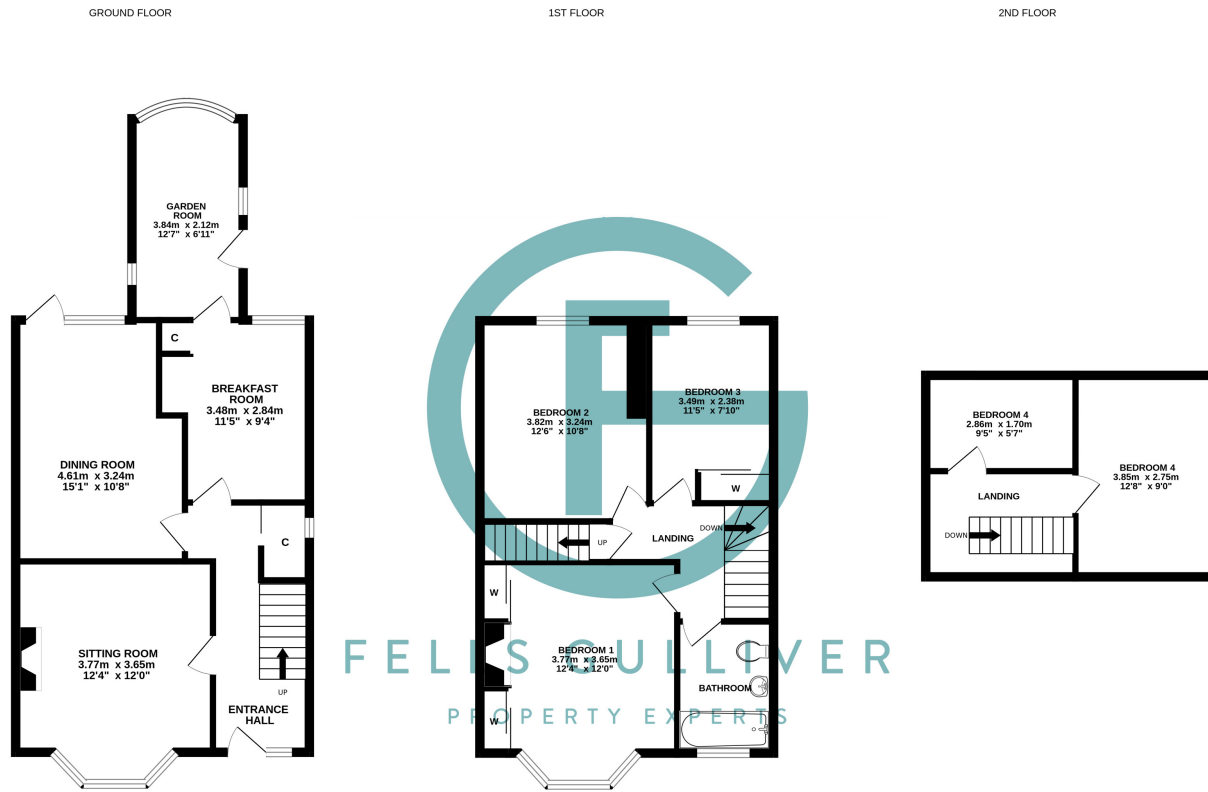 GROUND FLOOR
1ST FLOOR
2ND FLOOR
GARDEN
ROOM
3.84m x 2.12m
12'7" x 6'11"
C
BREAKFAST
ROOM
3.48m x 2.84m
11'5" x 9'4"
DINING ROOM
4.61m x 3.24m
15'1" x 10'8"
C
SITTING ROOM
3.77m x 3.65m
12'4" x 12'0"
UP
ENTRANCE
HALL
BEDROOM 2
3.82m x 3.24m
12'6" x 10'8"
BEDROOM 3
3.49m x 2.38m
11'5" x 7'10"
W
DOWN
UP
LANDING
W
BEDROOM 1
3.77m x 3.65m
12'4" x 12'0"
W
BATHROOM
BEDROOM 4
2.86m x 1.70m
9'5" x 5'7"
BEDROOM 4
3.85m x 2.75m
12'8" x 9'0"
LANDING
DOWN
GF
FELLS GULLIVER
PROPERTY EXPERTS